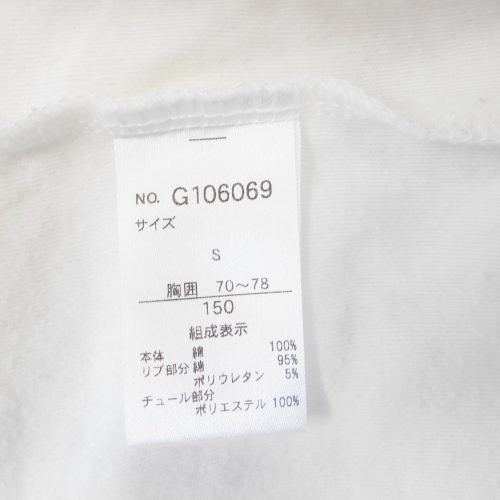 NO. G106069
サイズ
S
胸囲 70～78
150
組成表示
本体 綿 100%
リブ部分 綿 95%
ポリウレタン 5%
チュール部分
ポリエステル 100%